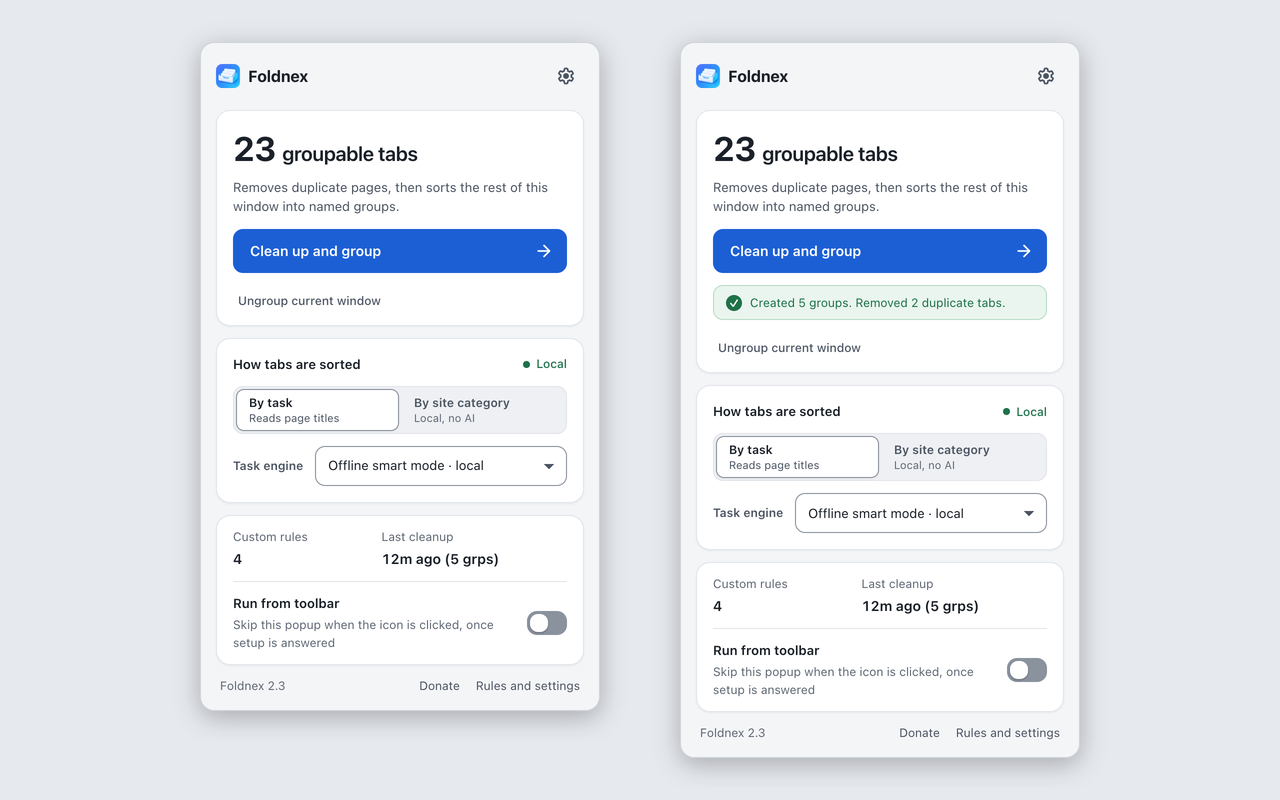 Foldnex
23 groupable tabs
Removes duplicate pages, then sorts the rest of this
window into named groups.
Clean up and group
Ungroup current window
How tabs are sorted
Local
By task
Reads page titles
By site category
Local, no AI
Task engine
Offline smart mode · local
Custom rules
4
Last cleanup
12m ago (5 grps)
Run from toolbar
Skip this popup when the icon is clicked, once
setup is answered
Foldnex 2.3
Donate
Rules and settings
Foldnex
23 groupable tabs
Removes duplicate pages, then sorts the rest of this
window into named groups.
Clean up and group
Created 5 groups. Removed 2 duplicate tabs.
Ungroup current window
How tabs are sorted
Local
By task
Reads page titles
By site category
Local, no AI
Task engine
Offline smart mode · local
Custom rules
4
Last cleanup
12m ago (5 grps)
Run from toolbar
Skip this popup when the icon is clicked, once
setup is answered
Foldnex 2.3
Donate
Rules and settings